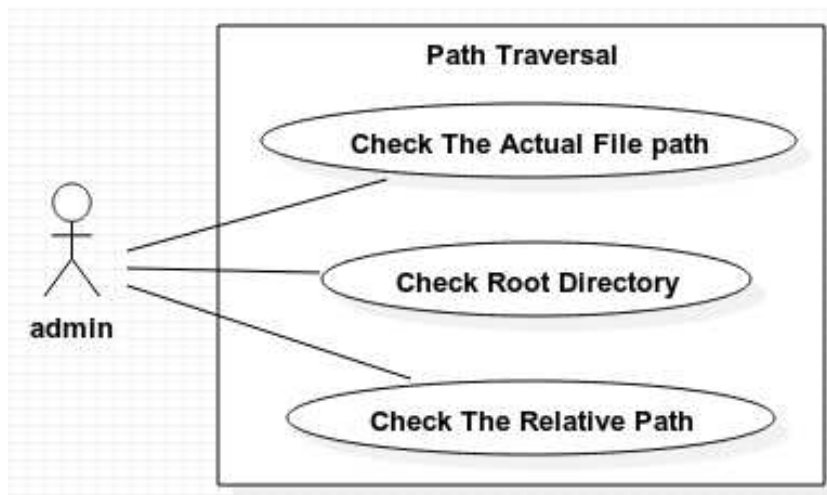 Path Traversal
Check The Actual File path
Check Root Directory
admin
Check The Relative Path